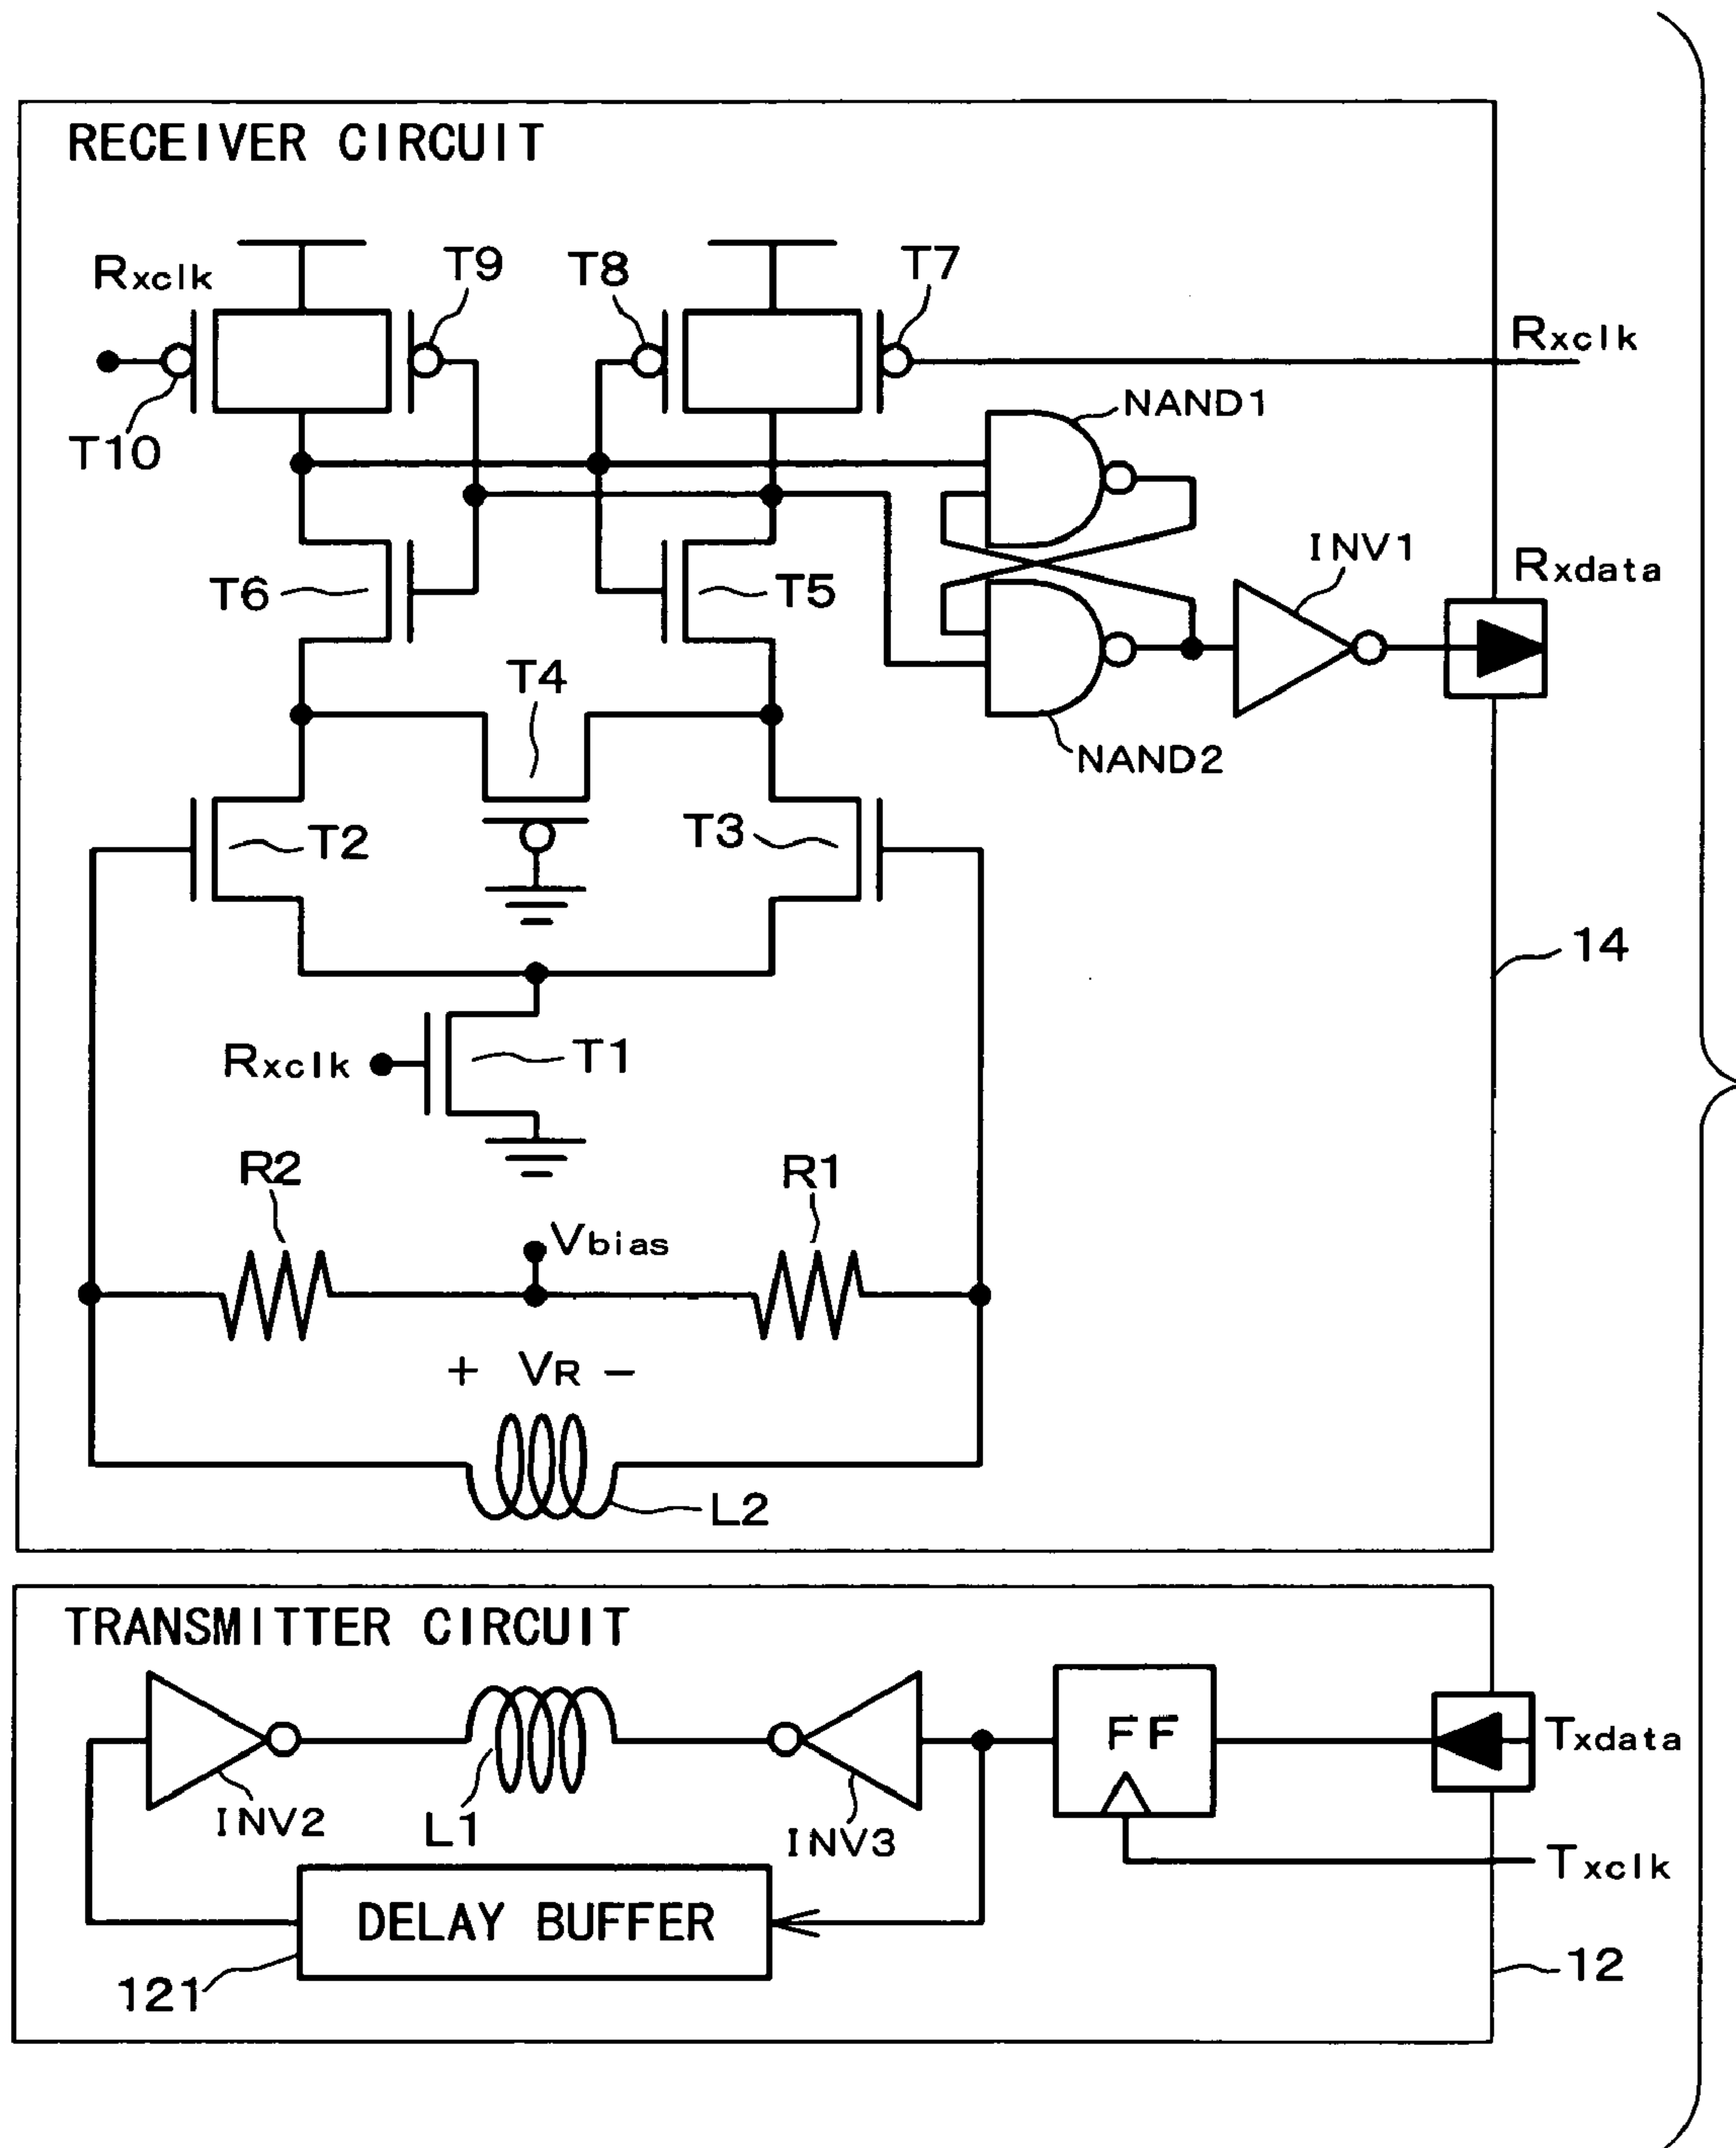 RECEIVER CIRCUIT
Rxclk
T9
T8
T7
Rxclk
T10
NAND1
INV1
Rxdata
T6
T5
T4
NAND2
T2
T3
14
Rxclk
T1
R2
R1
Vbias
+ VR −
L2
TRANSMITTER CIRCUIT
FF
Txdata
INV2
L1
INV3
Txclk
DELAY BUFFER
121
12